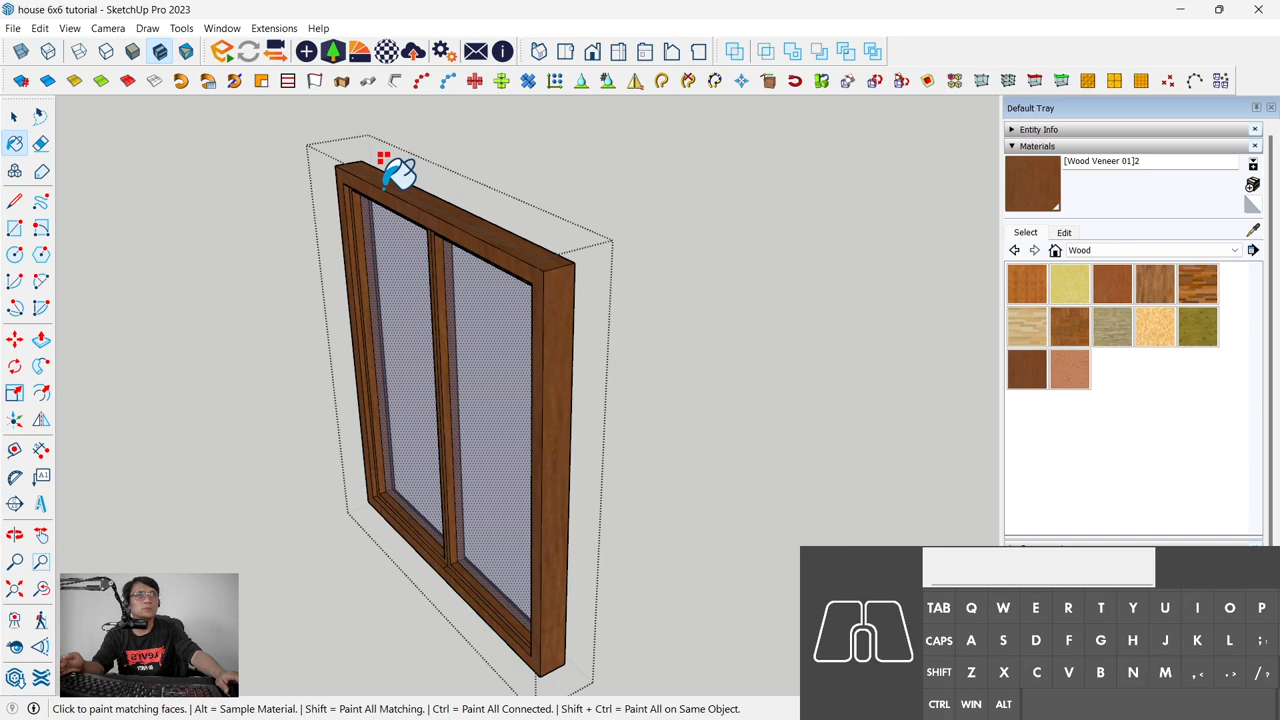 house 6x6 tutorial - SketchUp Pro 2023
File Edit View Camera Draw Tools Window Extensions Help
Default Tray
Entity Info
Materials
[Wood Veneer 01]2
Select Edit
Wood
A1
LEVI'S
TAB Q W E R T Y U I O P
CAPS A S D F G H J K L ; :
SHIFT Z X C V B N M , < . > / ?
CTRL WIN ALT
Click to paint matching faces. | Alt = Sample Material. | Shift = Paint All Matching. | Ctrl = Paint All Connected. | Shift + Ctrl = Paint All on Same Object.